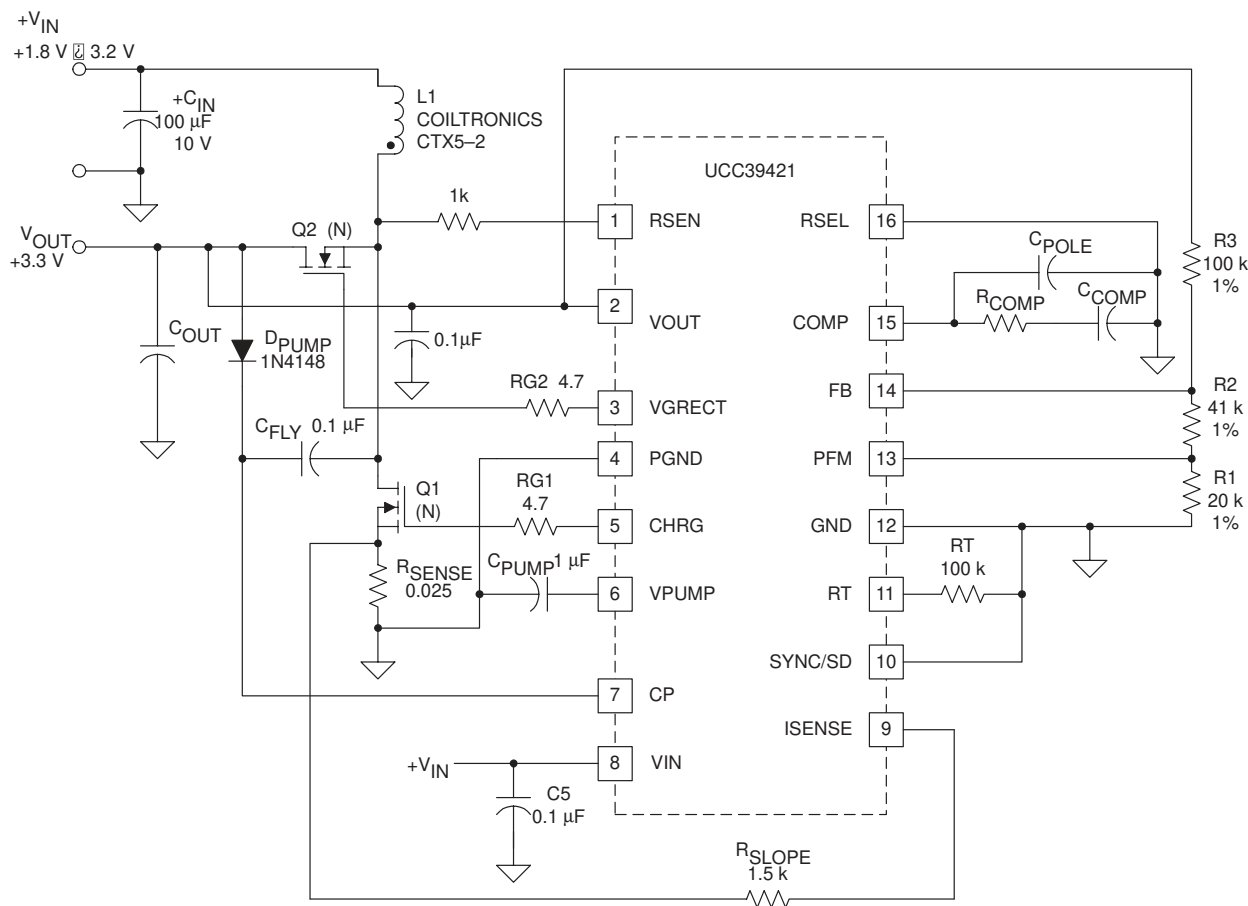 +VIN
+1.8 V ⍰ 3.2 V
+CIN
100 µF
10 V
L1
COILTRONICS
CTX5–2
UCC39421
1k
1
RSEN
RSEL
16
Q2 (N)
VOUT
+3.3 V
CPOLE
R3
100 k
1%
2
VOUT
COMP
15
RCOMP
CCOMP
COUT
DPUMP
1N4148
0.1µF
RG2 4.7
3
VGRECT
FB
14
R2
41 k
1%
CFLY 0.1 µF
4
PGND
PFM
13
Q1
(N)
RG1
4.7
5
CHRG
GND
12
R1
20 k
1%
RSENSE
0.025
CPUMP 1 µF
6
VPUMP
RT
11
RT
100 k
SYNC/SD
10
7
CP
ISENSE
9
+VIN
8
VIN
C5
0.1 µF
RSLOPE
1.5 k